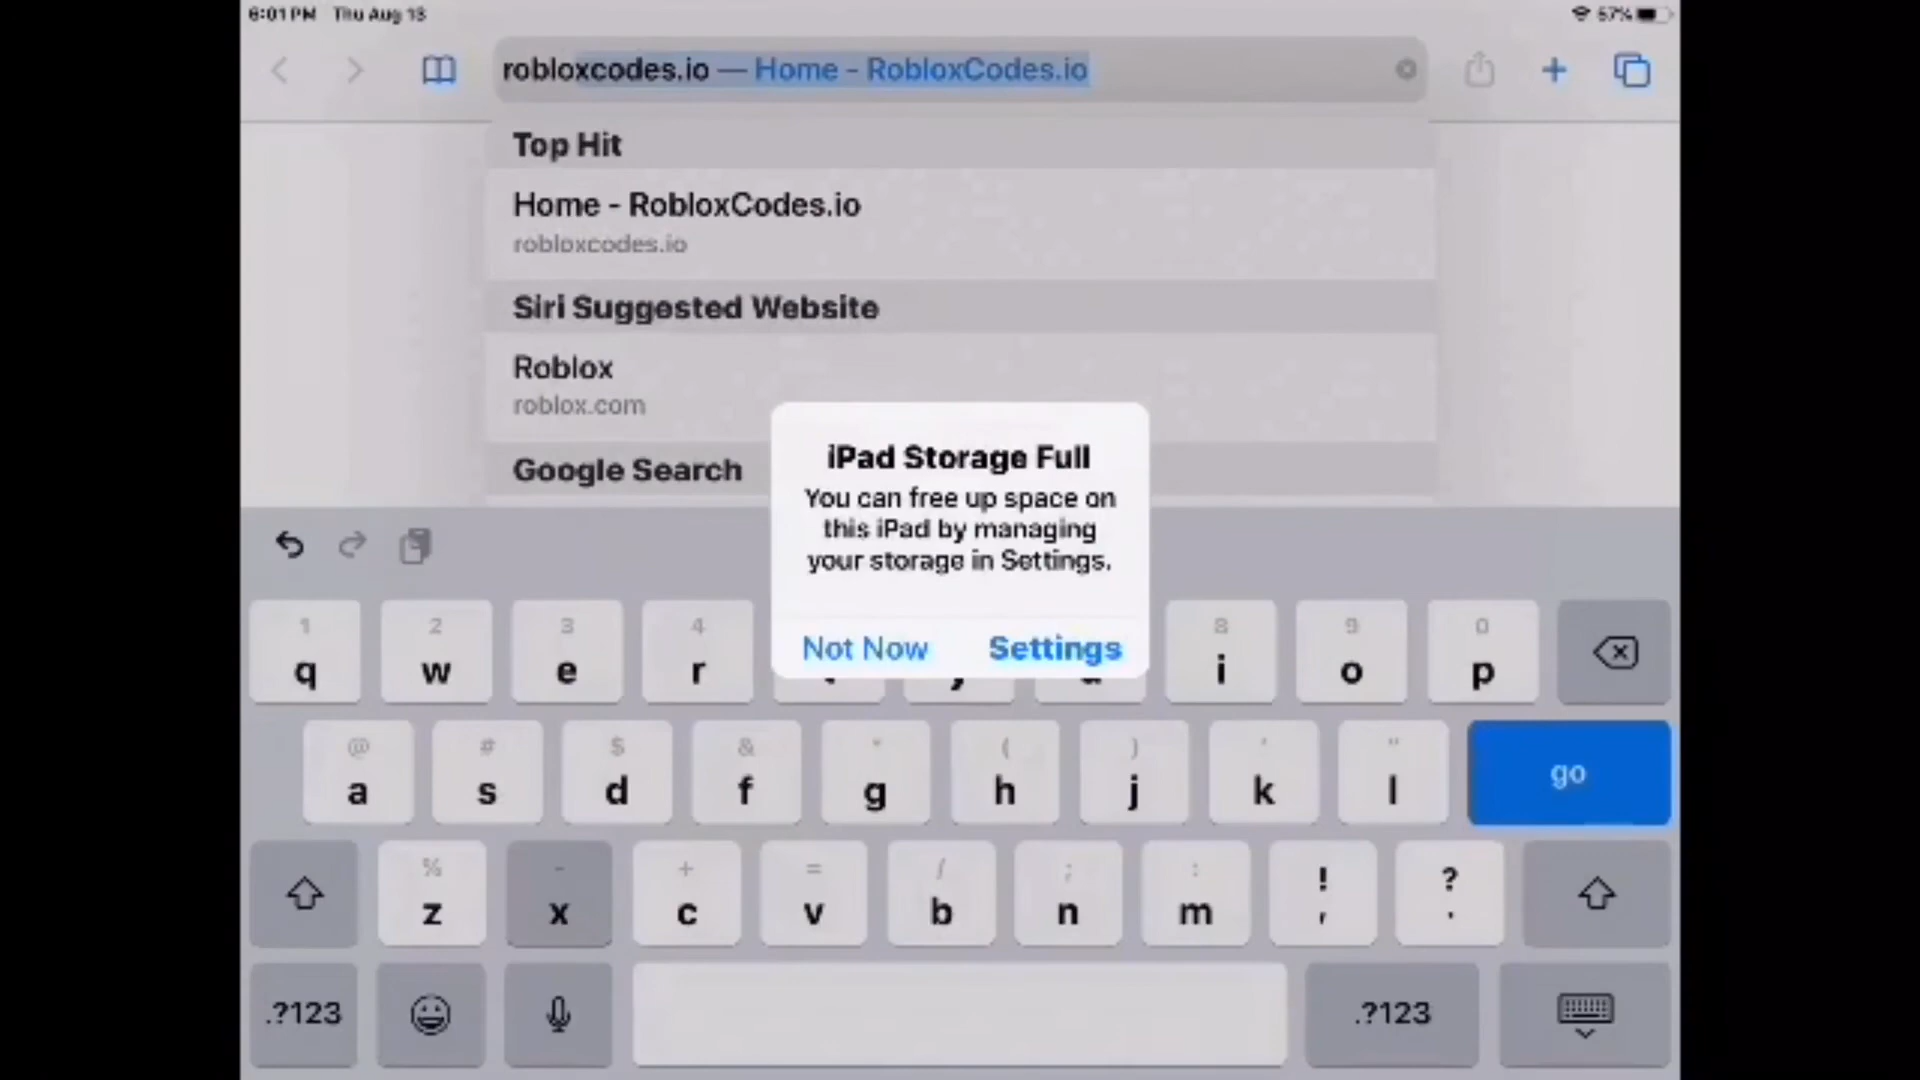 6:01 PM Thu Aug 13
57%
robloxcodes.io — Home - RobloxCodes.io
Top Hit
Home - RobloxCodes.io
robloxcodes.io
Siri Suggested Website
Roblox
roblox.com
Google Search
iPad Storage Full
You can free up space on
this iPad by managing
your storage in Settings.
Not Now Settings
1 2 3 4 8 9 0
q w e r i o p
@ # $ & * ( ) ' "
a s d f g h j k l go
% - + = / ; : ! ?
z x c v b n m , .
.?123 .?123